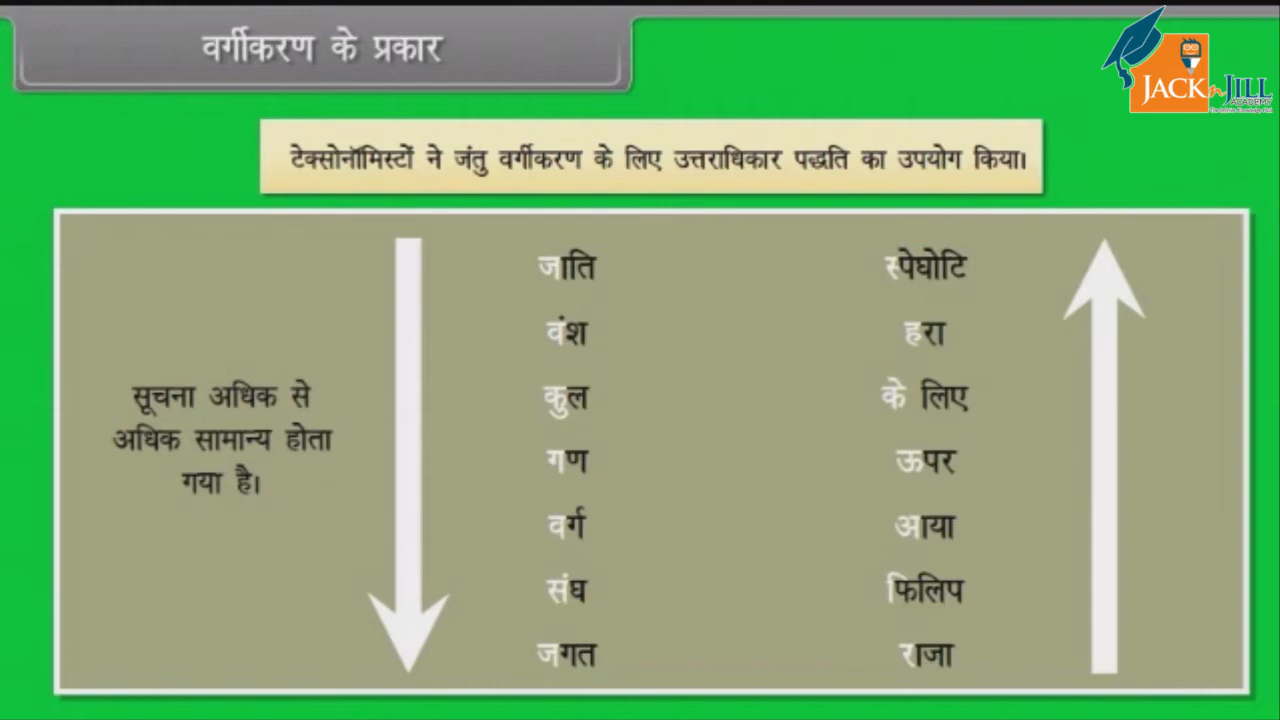 वर्गीकरण के प्रकार
JACK n JILL
ACADEMY
टेक्सोनॉमिस्टों ने जंतु वर्गीकरण के लिए उत्तराधिकार पद्धति का उपयोग किया।
सूचना अधिक से
अधिक सामान्य होता
गया है।
जाति स्पेघोटि
वंश हरा
कुल के लिए
गण ऊपर
वर्ग आया
संघ फिलिप
जगत राजा